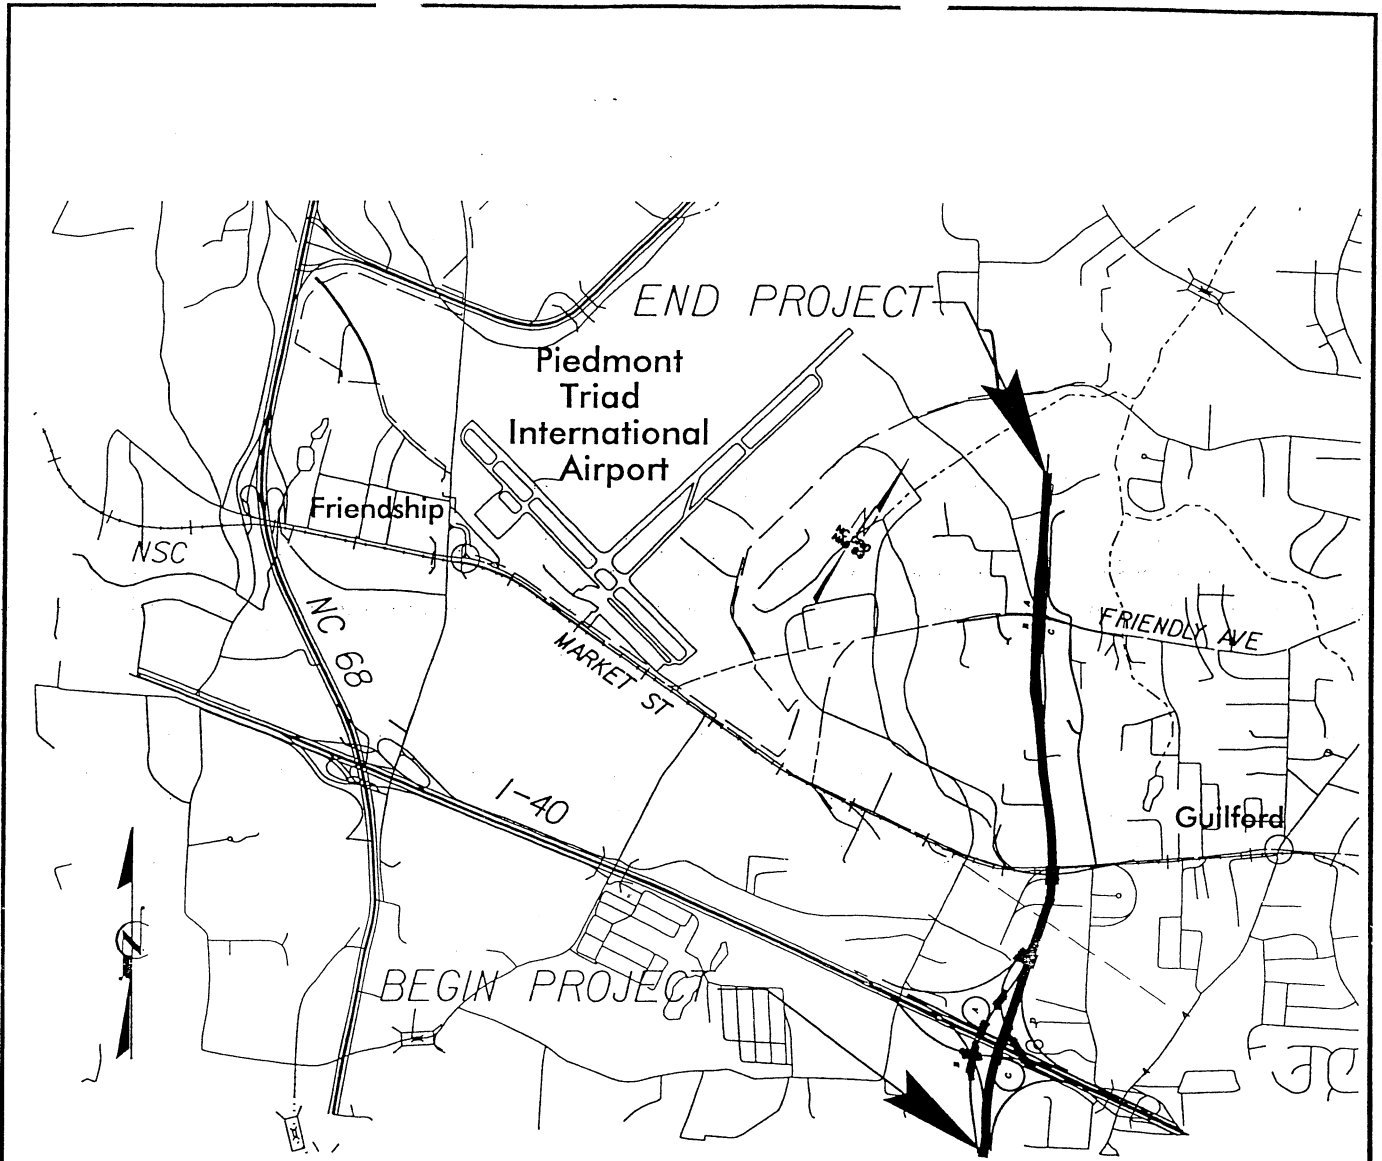 END PROJECT
Piedmont
Triad
International
Airport
Friendship
NSC
NC 68
MARKET ST
FRIENDLY AVE
I-40
Guilford
BEGIN PROJECT
A
B
C
A
B
C
D